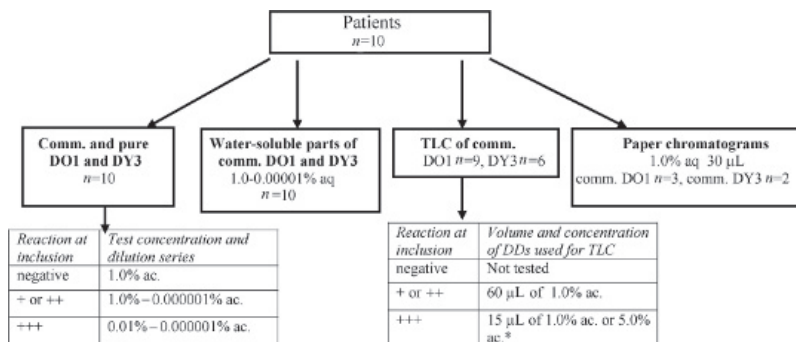 Patients
n=10
Comm. and pure
DO1 and DY3
n=10
Water-soluble parts of
comm. DO1 and DY3
1.0-0.00001% aq
n=10
TLC of comm.
DO1 n=9, DY3 n=6
Paper chromatograms
1.0% aq 30 µL
comm. DO1 n=3, comm. DY3 n=2
Reaction at inclusion
Test concentration and dilution series
negative
1.0% ac.
+ or ++
1.0%–0.000001% ac.
+++
0.01%–0.000001% ac.
Reaction at inclusion
Volume and concentration of DDs used for TLC
negative
Not tested
+ or ++
60 µL of 1.0% ac.
+++
15 µL of 1.0% ac. or 5.0%
ac.*